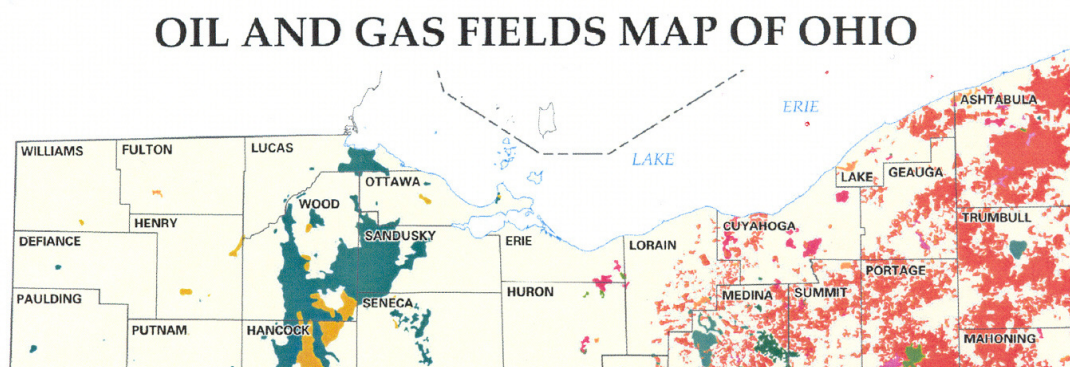 OIL AND GAS FIELDS MAP OF OHIO
ERIE
ASHTABULA
WILLIAMS
FULTON
LUCAS
LAKE
LAKE
GEAUGA
OTTAWA
WOOD
HENRY
TRUMBULL
CUYAHOGA
DEFIANCE
SANDUSKY
ERIE
LORAIN
PORTAGE
PAULDING
SENECA
HURON
MEDINA
SUMMIT
PUTNAM
HANCOCK
MAHONING